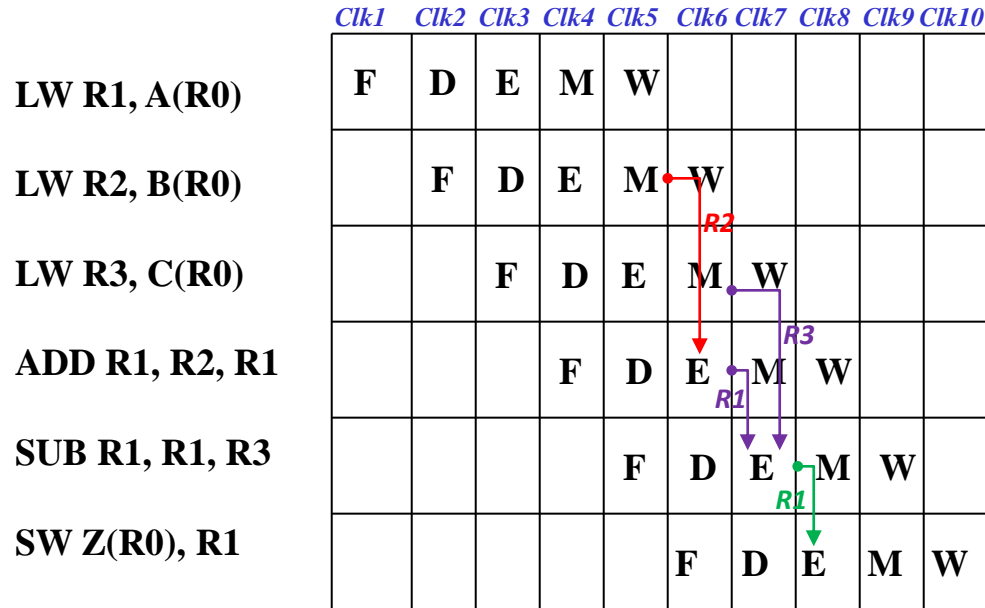 Clk1 Clk2 Clk3 Clk4 Clk5 Clk6 Clk7 Clk8 Clk9 Clk10
LW R1, A(R0) F D E M W
LW R2, B(R0) F D E M W
R2
LW R3, C(R0) F D E M W
R3
ADD R1, R2, R1 F D E M W
R1
SUB R1, R1, R3 F D E M W
R1
SW Z(R0), R1 F D E M W